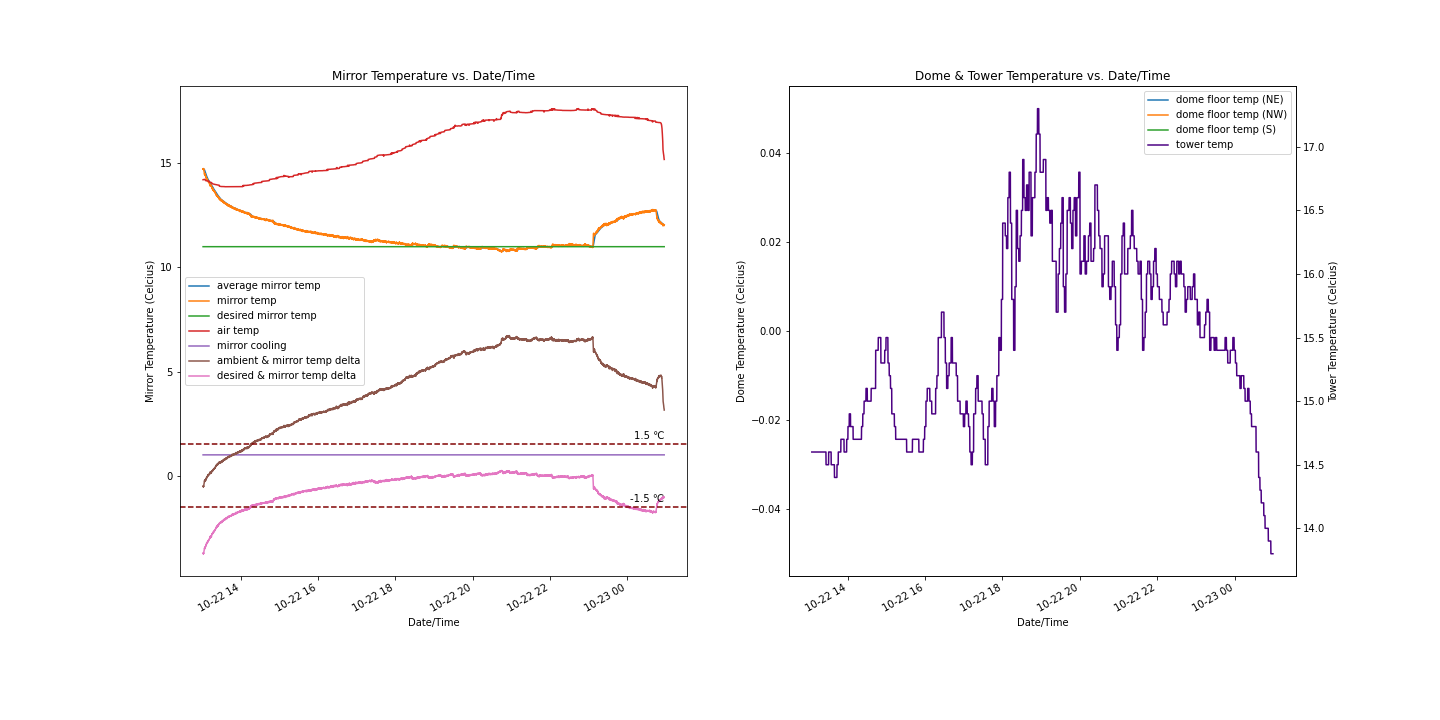 Mirror Temperature vs. Date/Time
Mirror Temperature (Celcius)
15
10
5
0
average mirror temp
mirror temp
desired mirror temp
air temp
mirror cooling
ambient & mirror temp delta
desired & mirror temp delta
1.5 °C
-1.5 °C
10-22 14
10-22 16
10-22 18
10-22 20
10-22 22
10-23 00
Date/Time
Dome & Tower Temperature vs. Date/Time
Dome Temperature (Celcius)
0.04
0.02
0.00
−0.02
−0.04
dome floor temp (NE)
dome floor temp (NW)
dome floor temp (S)
tower temp
17.0
16.5
16.0
15.5
15.0
14.5
14.0
Tower Temperature (Celcius)
10-22 14
10-22 16
10-22 18
10-22 20
10-22 22
10-23 00
Date/Time